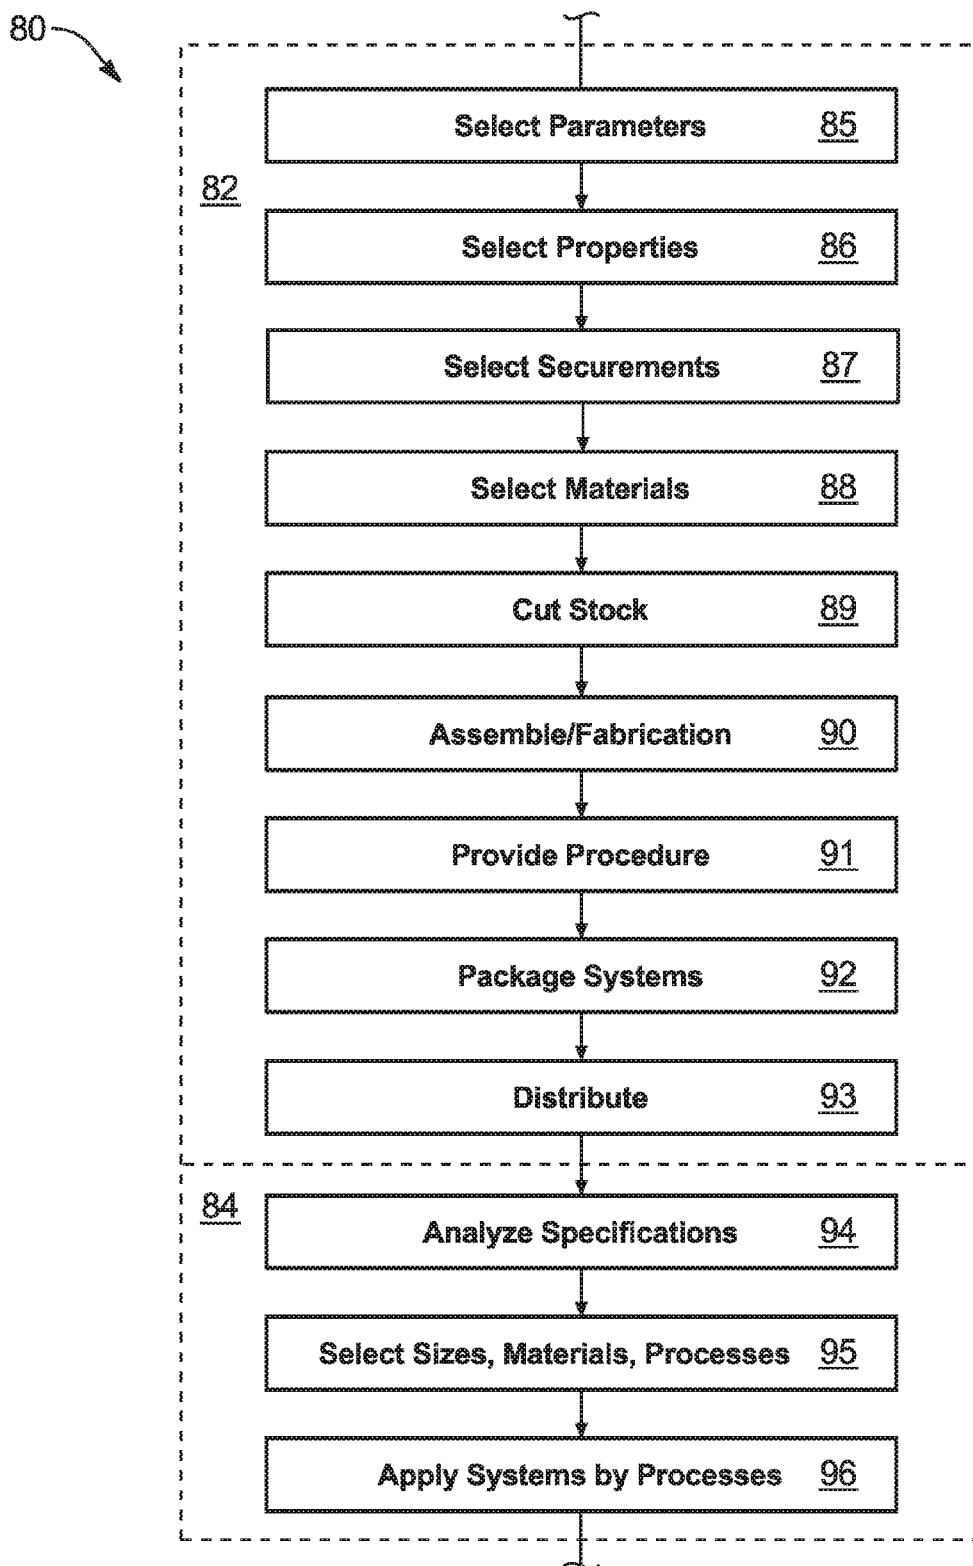 80
Select Parameters 85
82
Select Properties 86
Select Securements 87
Select Materials 88
Cut Stock 89
Assemble/Fabrication 90
Provide Procedure 91
Package Systems 92
Distribute 93
84
Analyze Specifications 94
Select Sizes, Materials, Processes 95
Apply Systems by Processes 96